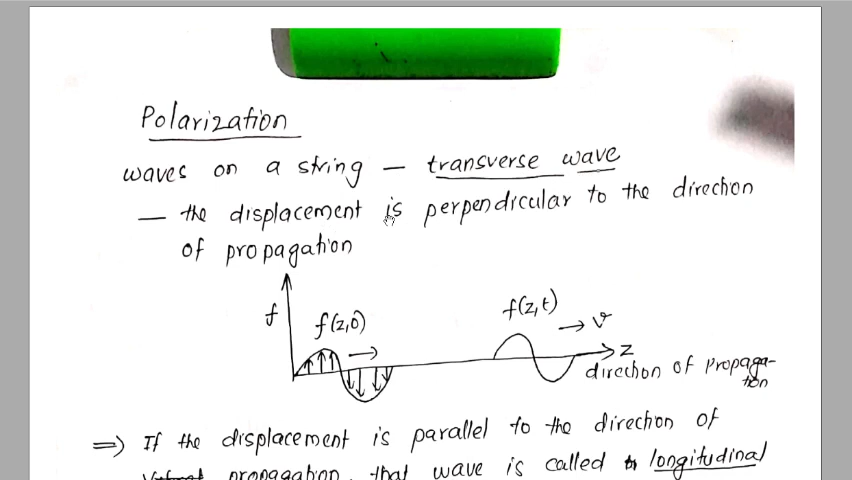 Polarization
waves on a string — transverse wave
— the displacement is perpendicular to the direction
of propagation
f
f(z,0)
f(z,t)
→ v
z
direction of propaga-
tion
⇒ If the displacement is parallel to the direction of
propagation, that wave is called longitudinal